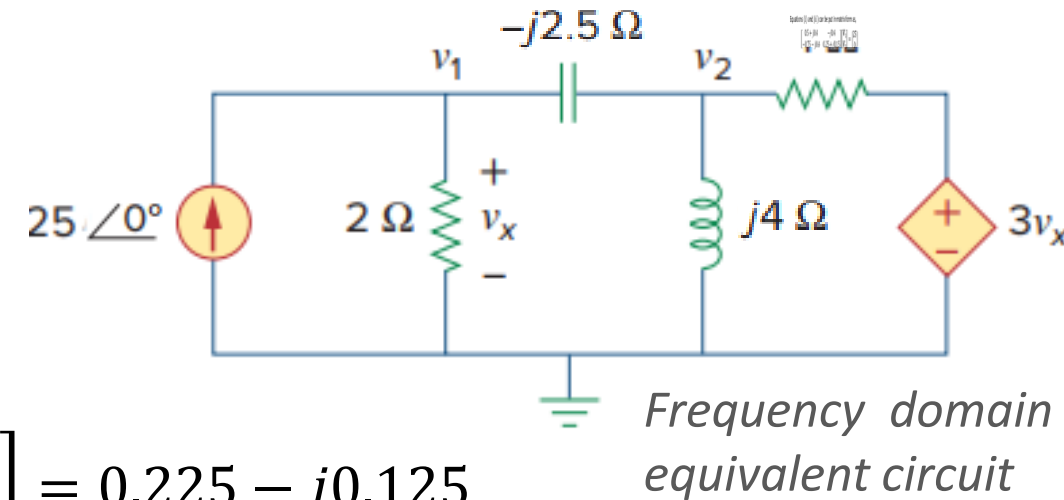 −j2.5 Ω
v₁ v₂
25 ∠0° 2 Ω + vₓ − j4 Ω + − 3vₓ
Frequency domain
equivalent circuit
] = 0.225 − j0.125